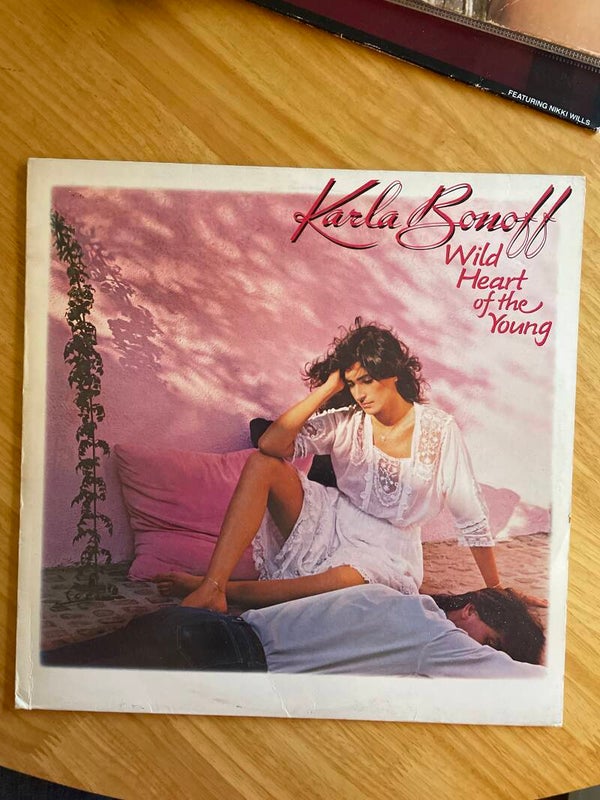 FEATURING NIKKI WILLS
Karla Bonoff
Wild
Heart
of the
Young